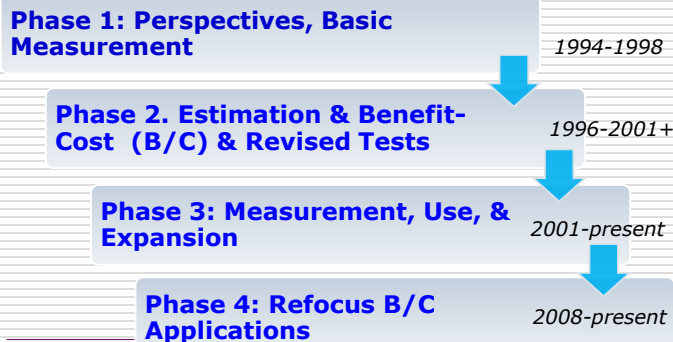 Phase 1: Perspectives, Basic
Measurement
1994-1998
Phase 2. Estimation & Benefit-
Cost (B/C) & Revised Tests
1996-2001+
Phase 3: Measurement, Use, &
Expansion
2001-present
Phase 4: Refocus B/C
Applications
2008-present